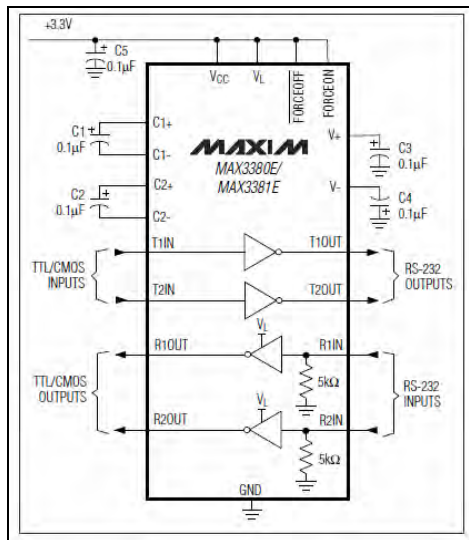 +3.3V
C5
0.1µF
VCC
VL
FORCEOFF
FORCEON
C1
0.1µF
C1+
C1-
C2
0.1µF
C2+
C2-
MAXIM
MAX3380E/
MAX3381E
V+
C3
0.1µF
V-
C4
0.1µF
TTL/CMOS
INPUTS
T1IN
T1OUT
T2IN
T2OUT
RS-232
OUTPUTS
TTL/CMOS
OUTPUTS
R1OUT
VL
R1IN
5kΩ
R2OUT
VL
R2IN
5kΩ
RS-232
INPUTS
GND